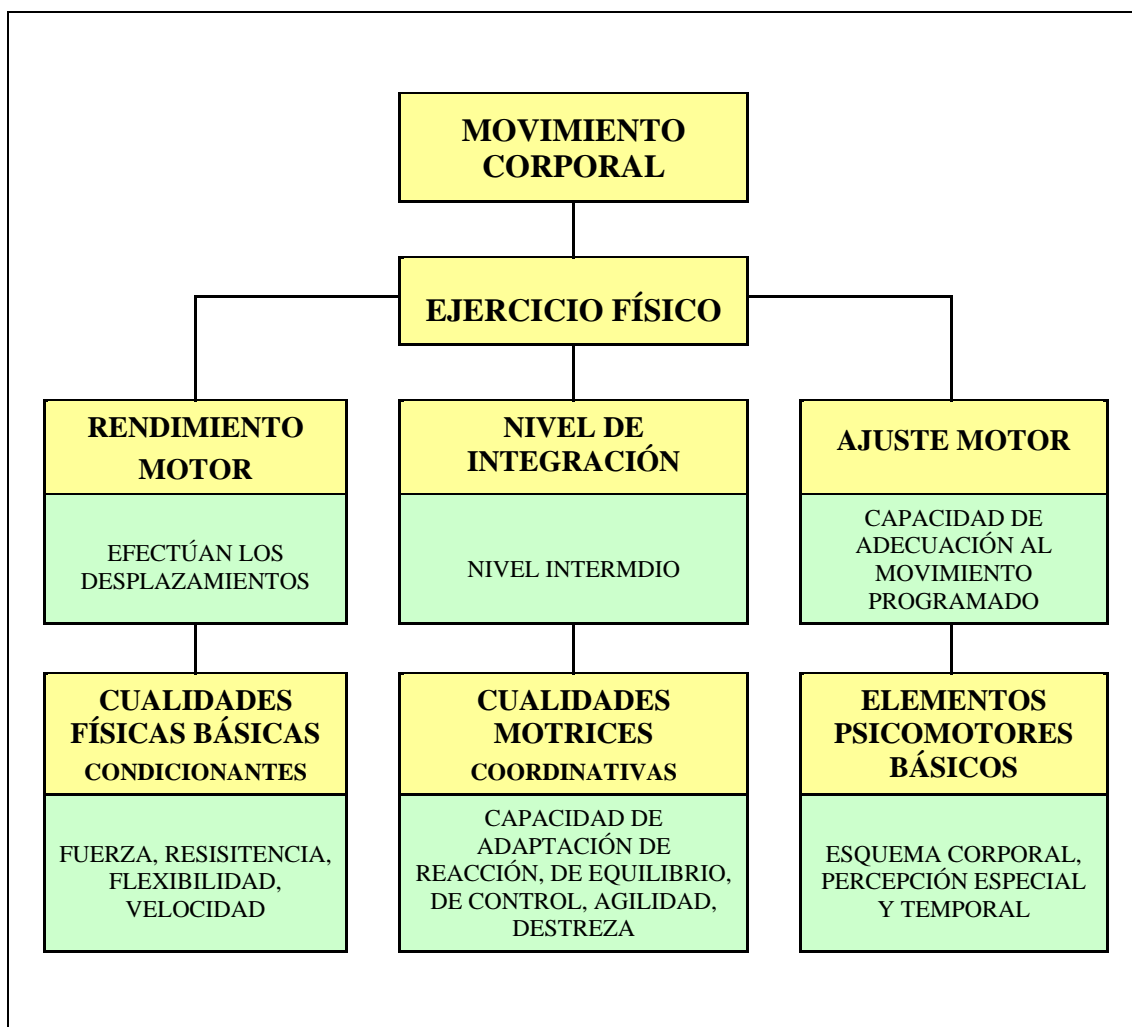 MOVIMIENTO
CORPORAL
EJERCICIO FÍSICO
RENDIMIENTO
MOTOR
EFECTÚAN LOS
DESPLAZAMIENTOS
NIVEL DE
INTEGRACIÓN
NIVEL INTERMDIO
AJUSTE MOTOR
CAPACIDAD DE
ADECUACIÓN AL
MOVIMIENTO
PROGRAMADO
CUALIDADES
FÍSICAS BÁSICAS
CONDICIONANTES
FUERZA, RESISITENCIA,
FLEXIBILIDAD,
VELOCIDAD
CUALIDADES
MOTRICES
COORDINATIVAS
CAPACIDAD DE
ADAPTACIÓN DE
REACCIÓN, DE EQUILIBRIO,
DE CONTROL, AGILIDAD,
DESTREZA
ELEMENTOS
PSICOMOTORES
BÁSICOS
ESQUEMA CORPORAL,
PERCEPCIÓN ESPECIAL
Y TEMPORAL